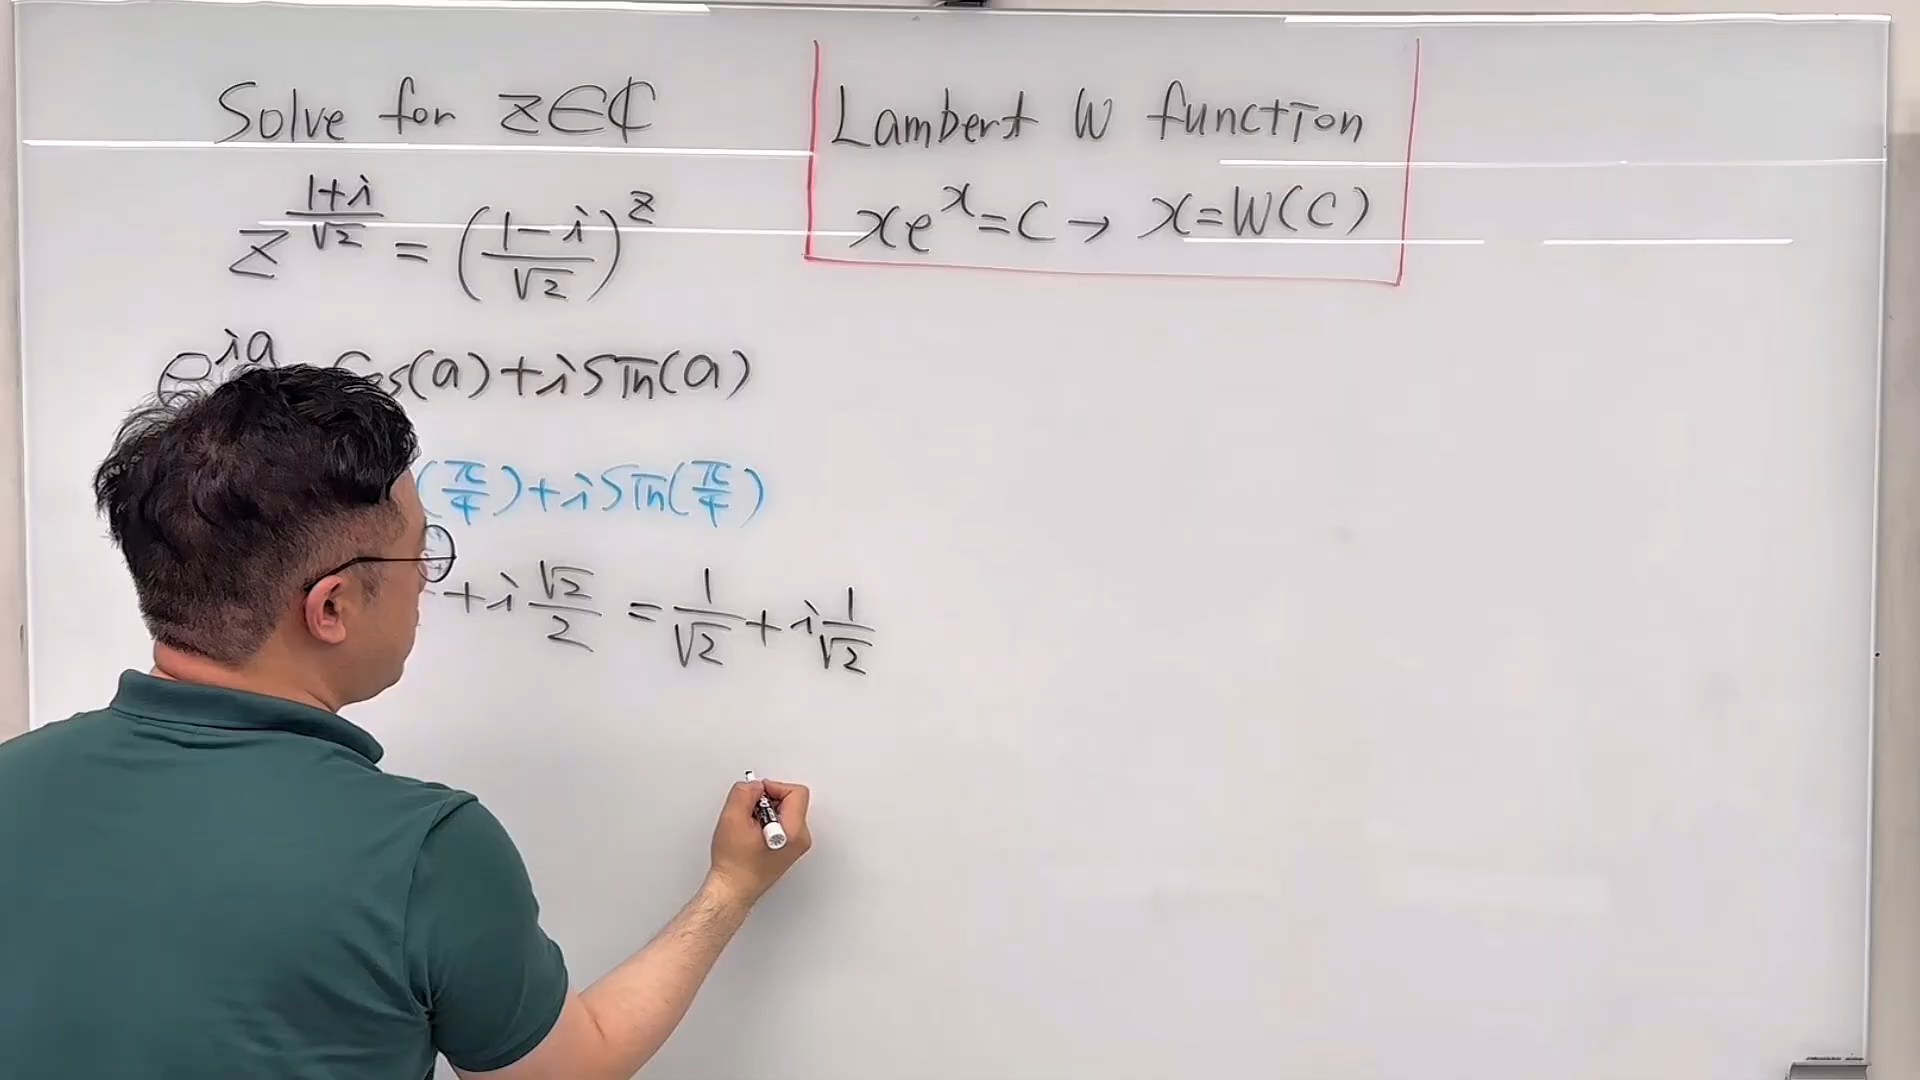 Solve for z∈ℂ
z^((1+i)/√2) = ((1-i)/√2)^z
Lambert W function
xe^x = C → x = W(C)
e^(ia) cos(a)+i sin(a)
(π/4)+i sin(π/4)
+i √2/2 = 1/√2 + i 1/√2